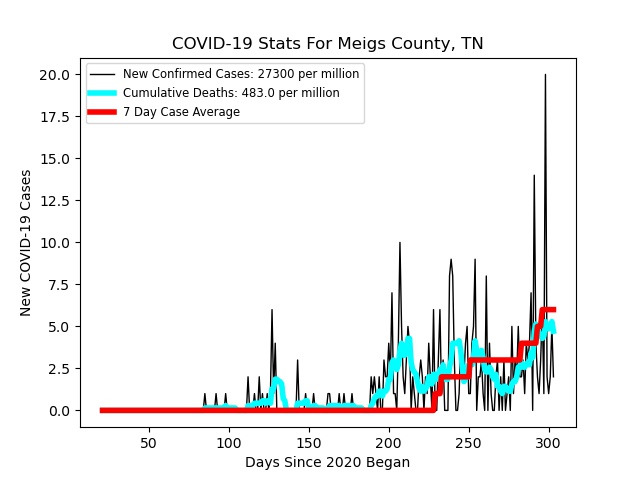 COVID-19 Stats For Meigs County, TN
New Confirmed Cases: 27300 per million
Cumulative Deaths: 483.0 per million
7 Day Case Average
New COVID-19 Cases
20.0
17.5
15.0
12.5
10.0
7.5
5.0
2.5
0.0
50 100 150 200 250 300
Days Since 2020 Began